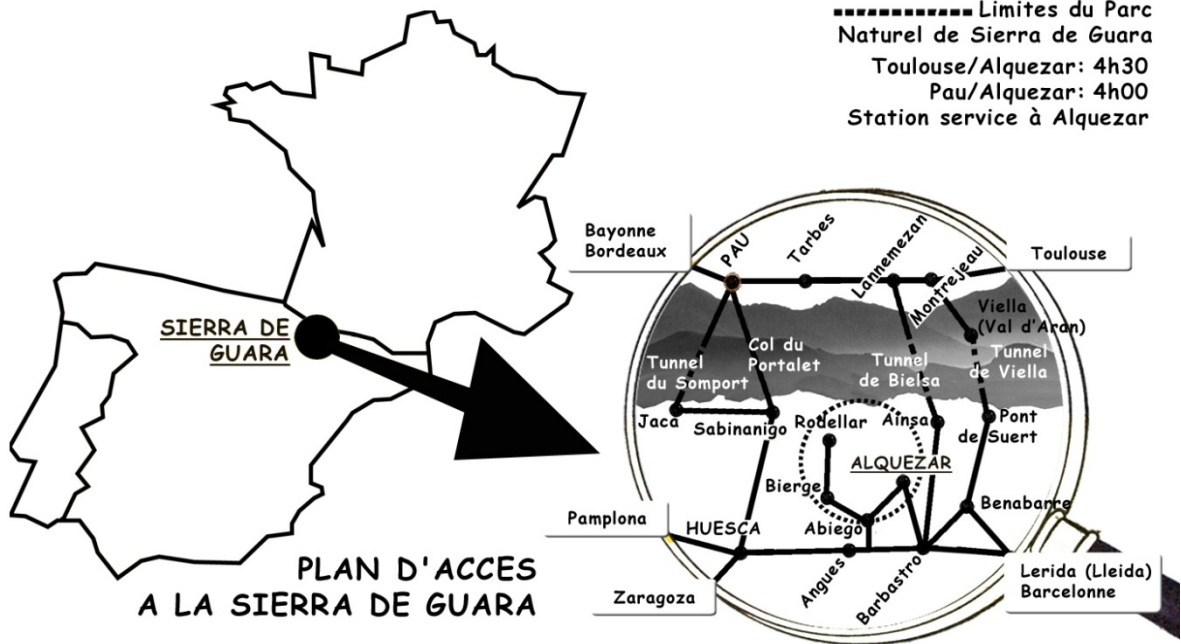 Limites du Parc
Naturel de Sierra de Guara
Toulouse/Alquezar: 4h30
Pau/Alquezar: 4h00
Station service à Alquezar
SIERRA DE
GUARA
PLAN D'ACCES
A LA SIERRA DE GUARA
Bayonne
Bordeaux
PAU
Tarbes
Lannemezan
Montrejeau
Toulouse
Viella
(Val d'Aran)
Tunnel
du Somport
Col du
Portalet
Tunnel
de Bielsa
Tunnel
de Viella
Jaca
Sabinanigo
Rodellar
Aïnsa
Pont
de Suert
ALQUEZAR
Bierge
Abiego
Benabarre
Pamplona
HUESCA
Angues
Barbastro
Zaragoza
Lerida (Lleida)
Barcelonne